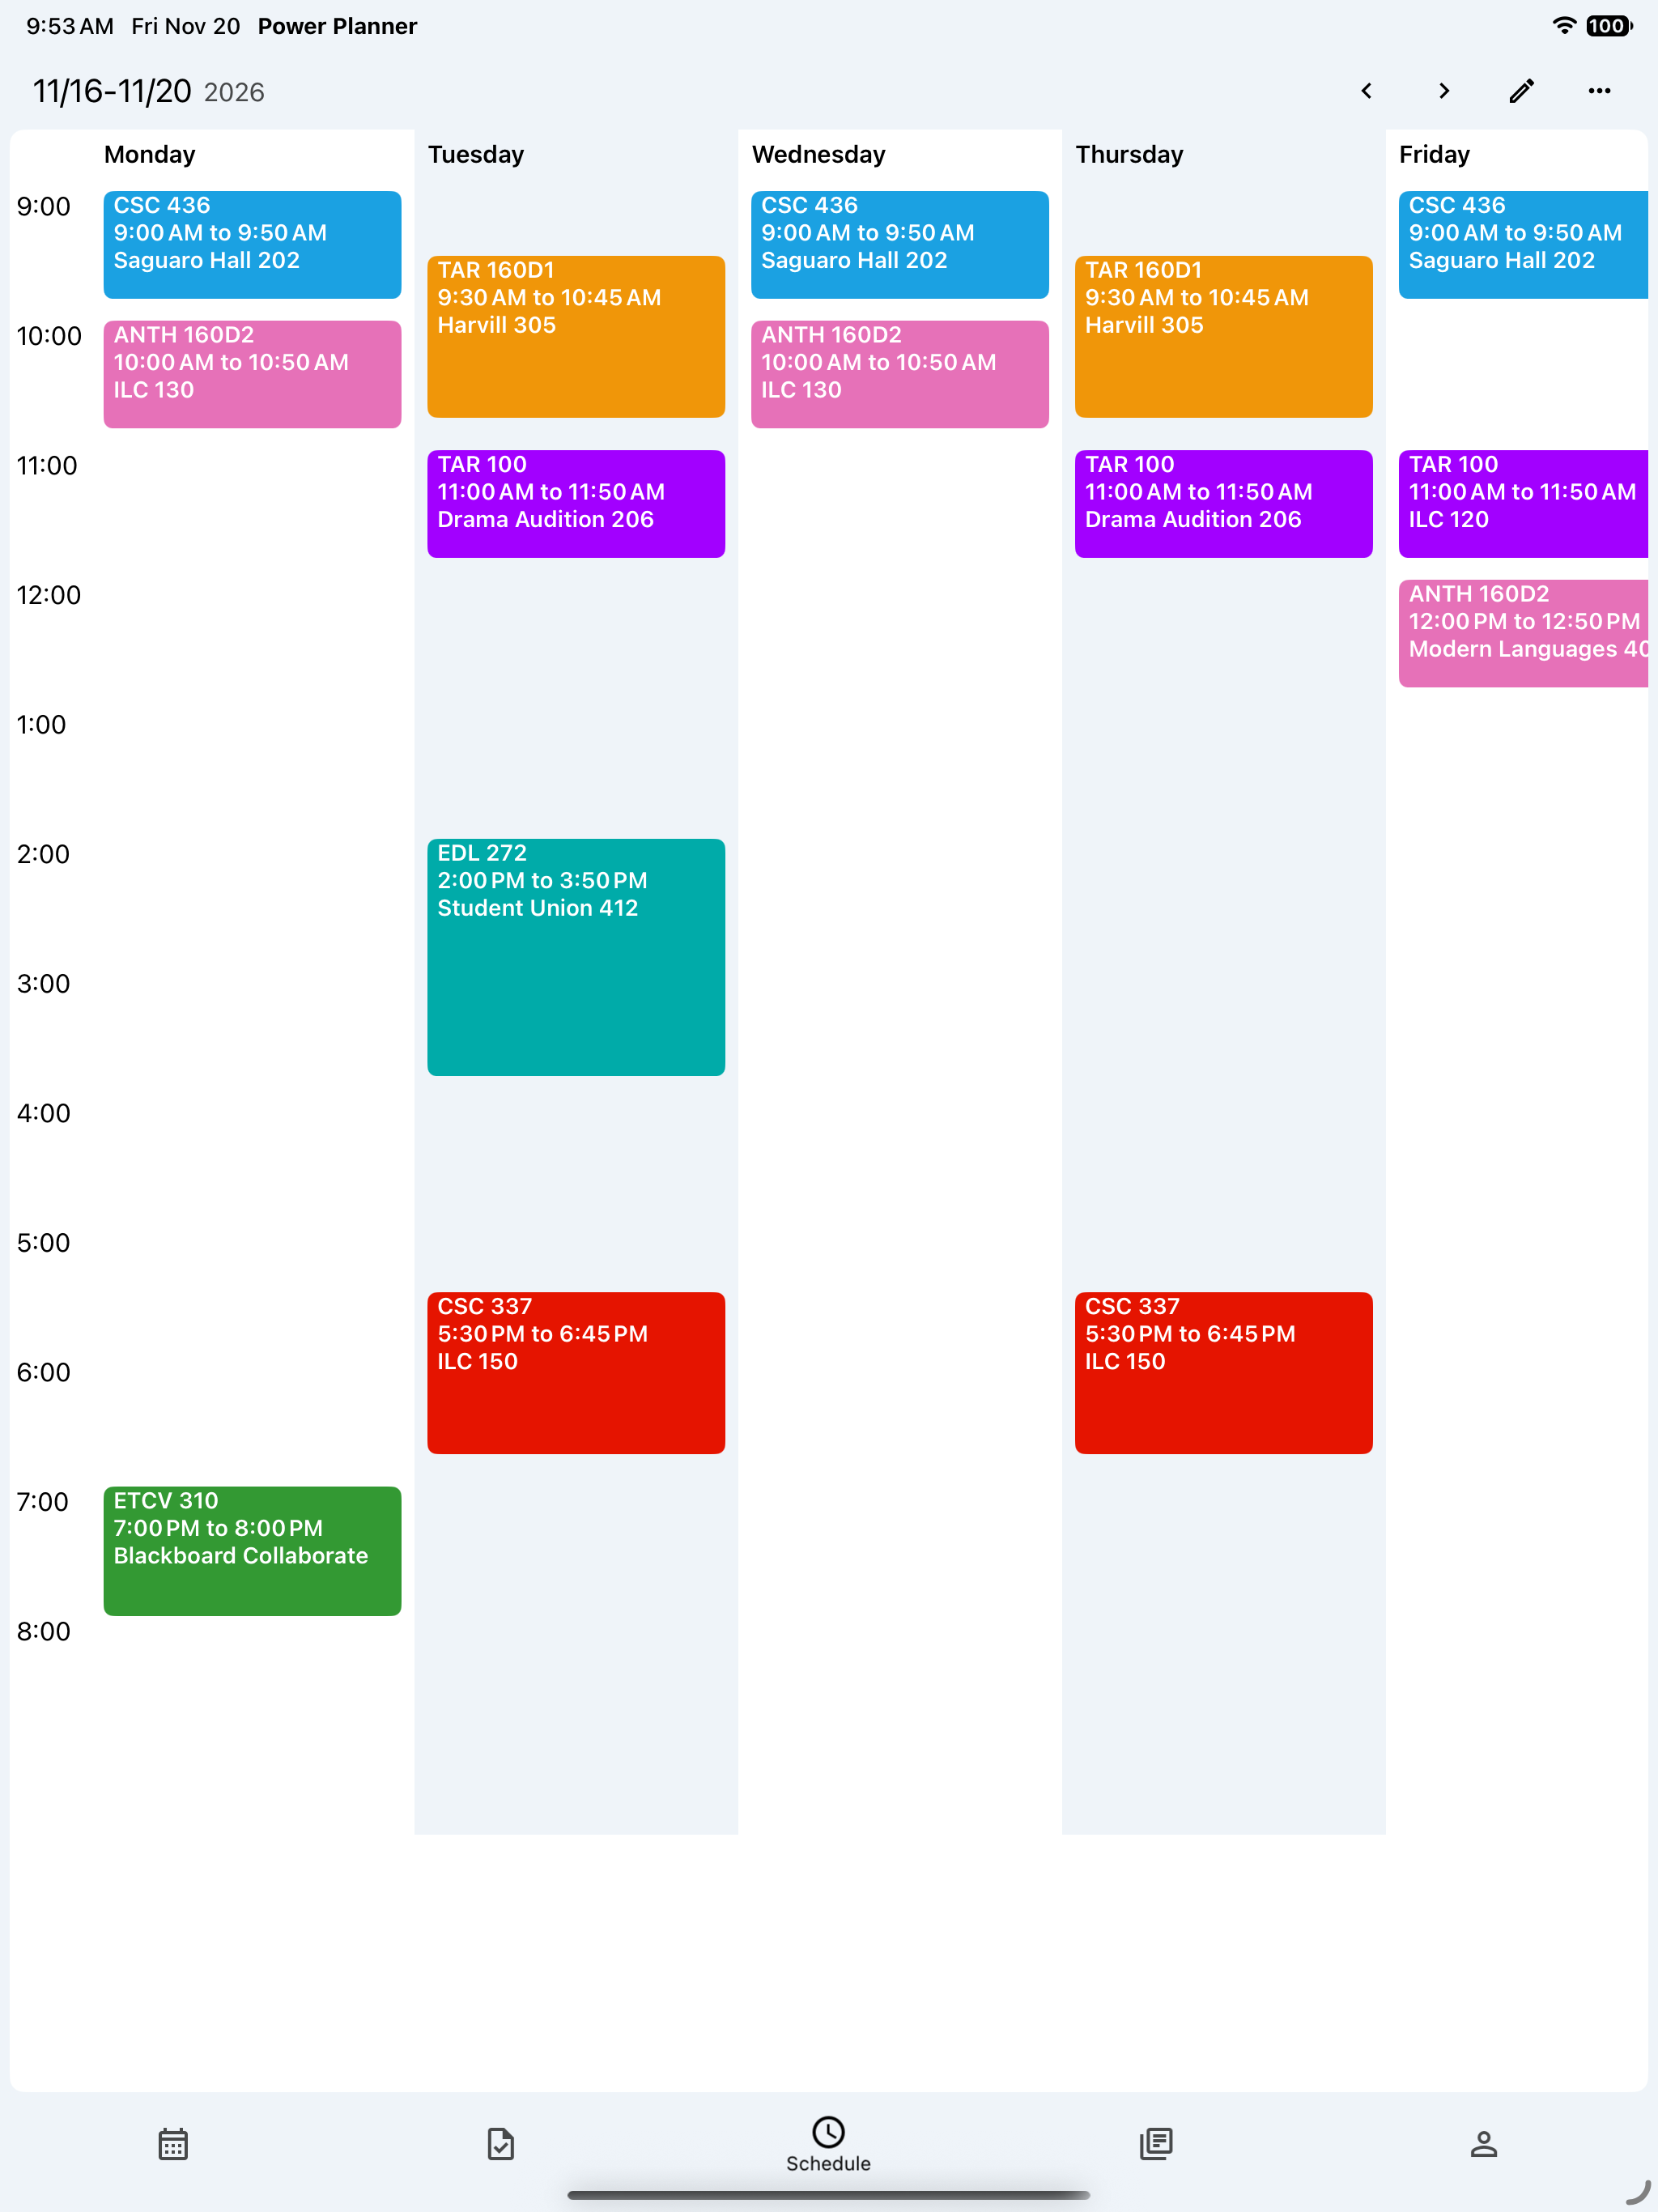 9:53 AM Fri Nov 20 Power Planner
100
11/16-11/20 2026
Monday
Tuesday
Wednesday
Thursday
Friday
9:00
10:00
11:00
12:00
1:00
2:00
3:00
4:00
5:00
6:00
7:00
8:00
CSC 436
9:00 AM to 9:50 AM
Saguaro Hall 202
ANTH 160D2
10:00 AM to 10:50 AM
ILC 130
ETCV 310
7:00 PM to 8:00 PM
Blackboard Collaborate
TAR 160D1
9:30 AM to 10:45 AM
Harvill 305
TAR 100
11:00 AM to 11:50 AM
Drama Audition 206
EDL 272
2:00 PM to 3:50 PM
Student Union 412
CSC 337
5:30 PM to 6:45 PM
ILC 150
CSC 436
9:00 AM to 9:50 AM
Saguaro Hall 202
ANTH 160D2
10:00 AM to 10:50 AM
ILC 130
TAR 160D1
9:30 AM to 10:45 AM
Harvill 305
TAR 100
11:00 AM to 11:50 AM
Drama Audition 206
CSC 337
5:30 PM to 6:45 PM
ILC 150
CSC 436
9:00 AM to 9:50 AM
Saguaro Hall 202
TAR 100
11:00 AM to 11:50 AM
ILC 120
ANTH 160D2
12:00 PM to 12:50 PM
Modern Languages
Schedule